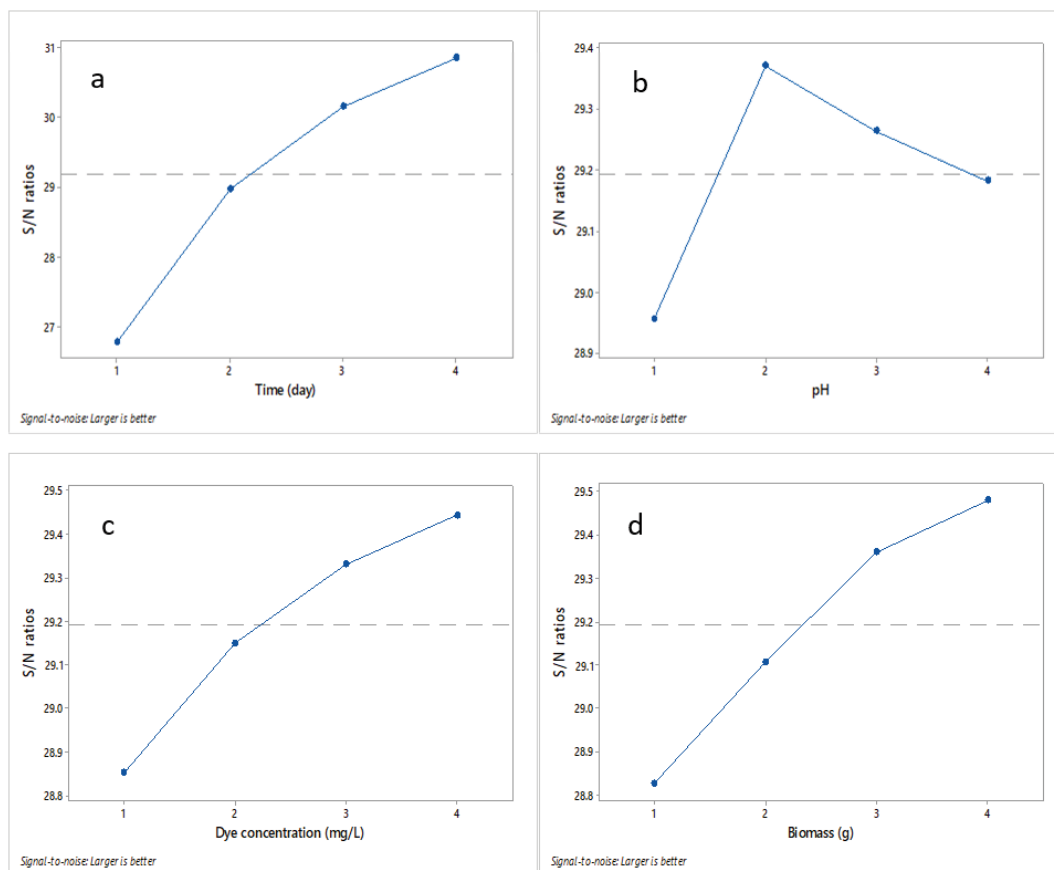 a
31
30
29
28
27
S/N ratios
1 2 3 4
Time (day)
Signal-to-noise: Larger is better
b
29.4
29.3
29.2
29.1
29.0
28.9
S/N ratios
1 2 3 4
pH
Signal-to-noise: Larger is better
c
29.5
29.4
29.3
29.2
29.1
29.0
28.9
28.8
S/N ratios
1 2 3 4
Dye concentration (mg/L)
Signal-to-noise: Larger is better
d
29.5
29.4
29.3
29.2
29.1
29.0
28.9
28.8
S/N ratios
1 2 3 4
Biomass (g)
Signal-to-noise: Larger is better